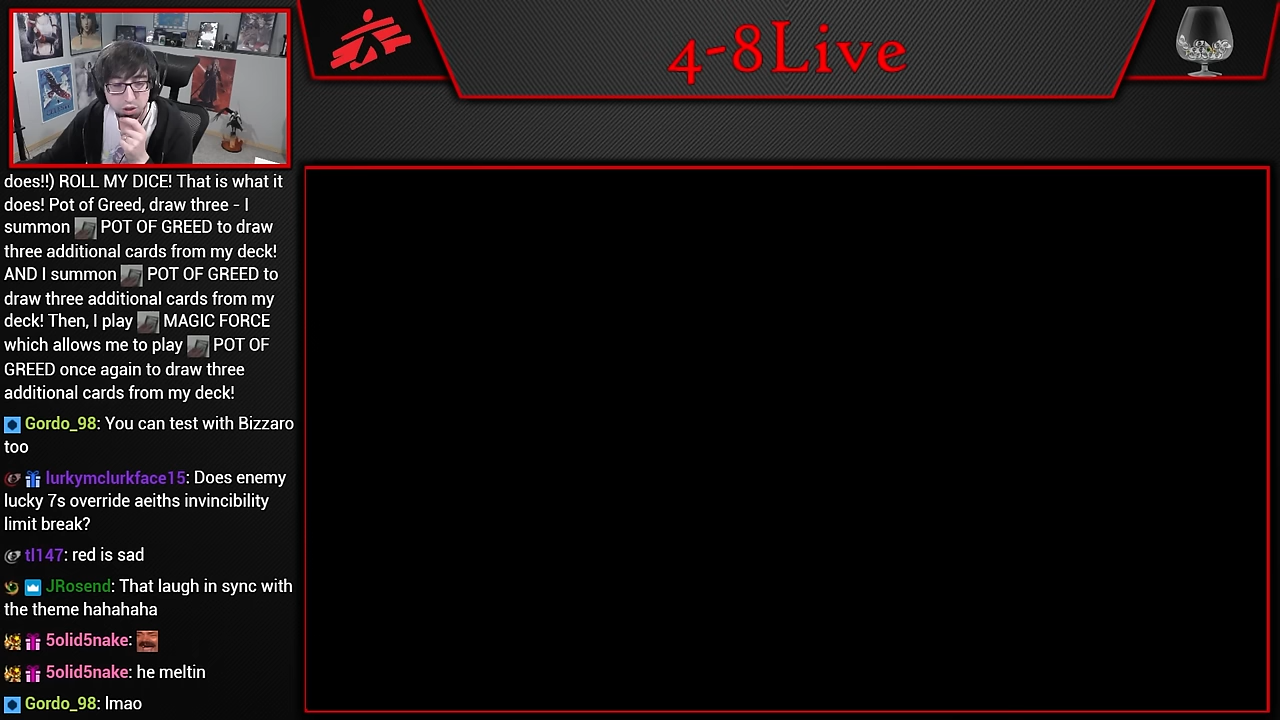 4-8Live
does!!) ROLL MY DICE! That is what it
does! Pot of Greed, draw three - I
summon POT OF GREED to draw
three additional cards from my deck!
AND I summon POT OF GREED to
draw three additional cards from my
deck! Then, I play MAGIC FORCE
which allows me to play POT OF
GREED once again to draw three
additional cards from my deck!
Gordo_98: You can test with Bizzaro
too
lurkymclurkface15: Does enemy
lucky 7s override aeiths invincibility
limit break?
tl147: red is sad
JRosend: That laugh in sync with
the theme hahahaha
5olid5nake:
5olid5nake: he meltin
Gordo_98: lmao